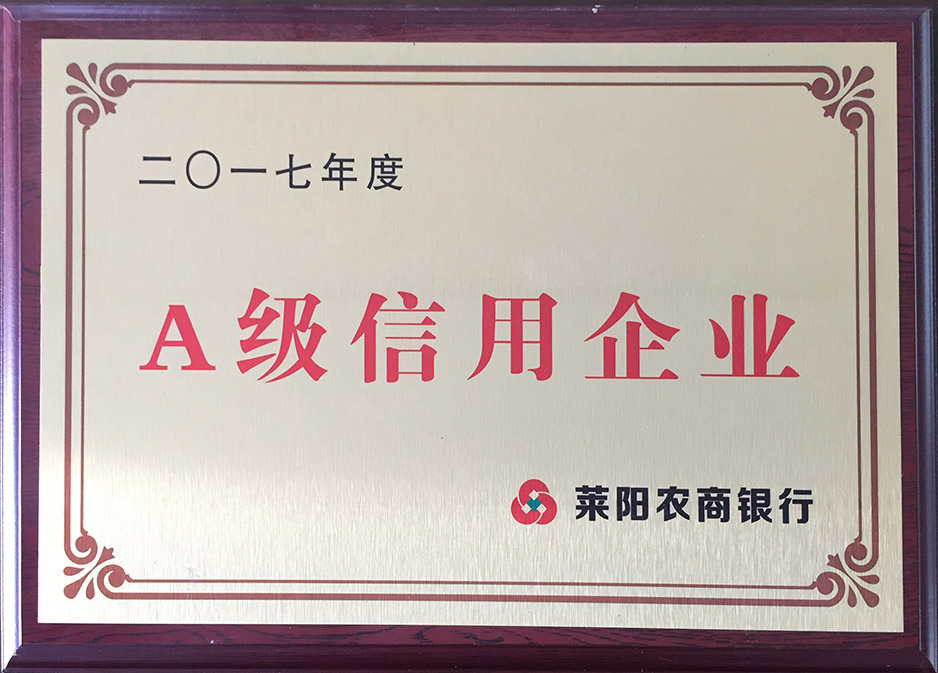 二〇一七年度
A级信用企业
莱阳农商银行